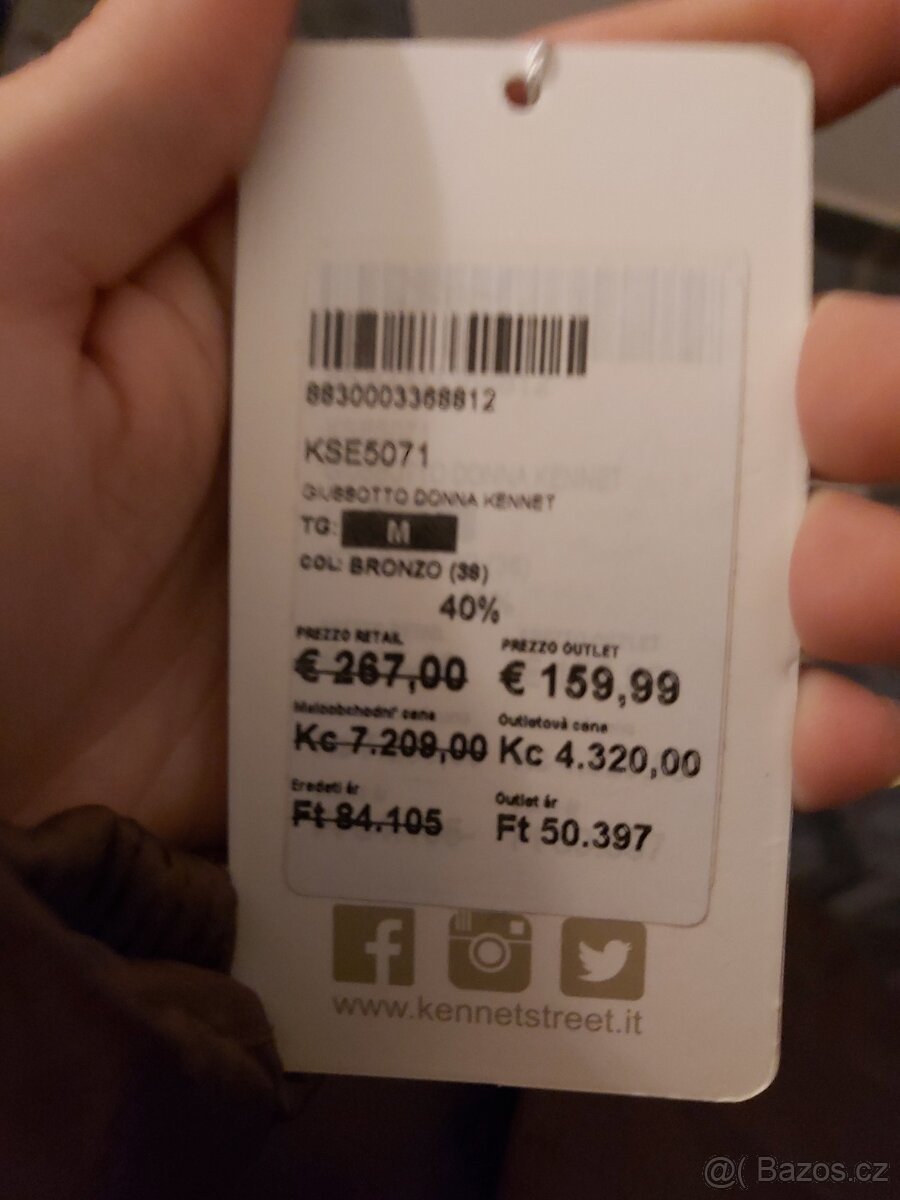 8830003368812
KSE5071
GIUBBOTTO DONNA KENNET
TG: M
COL: BRONZO (38)
40%
PREZZO RETAIL PREZZO OUTLET
€ 267,00 € 159,99
Maloobchodni' cena Outletová cena
Kc 7.209,00 Kc 4.320,00
Eredeti ár Outlet ár
Ft 84.105 Ft 50.397
www.kennetstreet.it
@( Bazos.cz